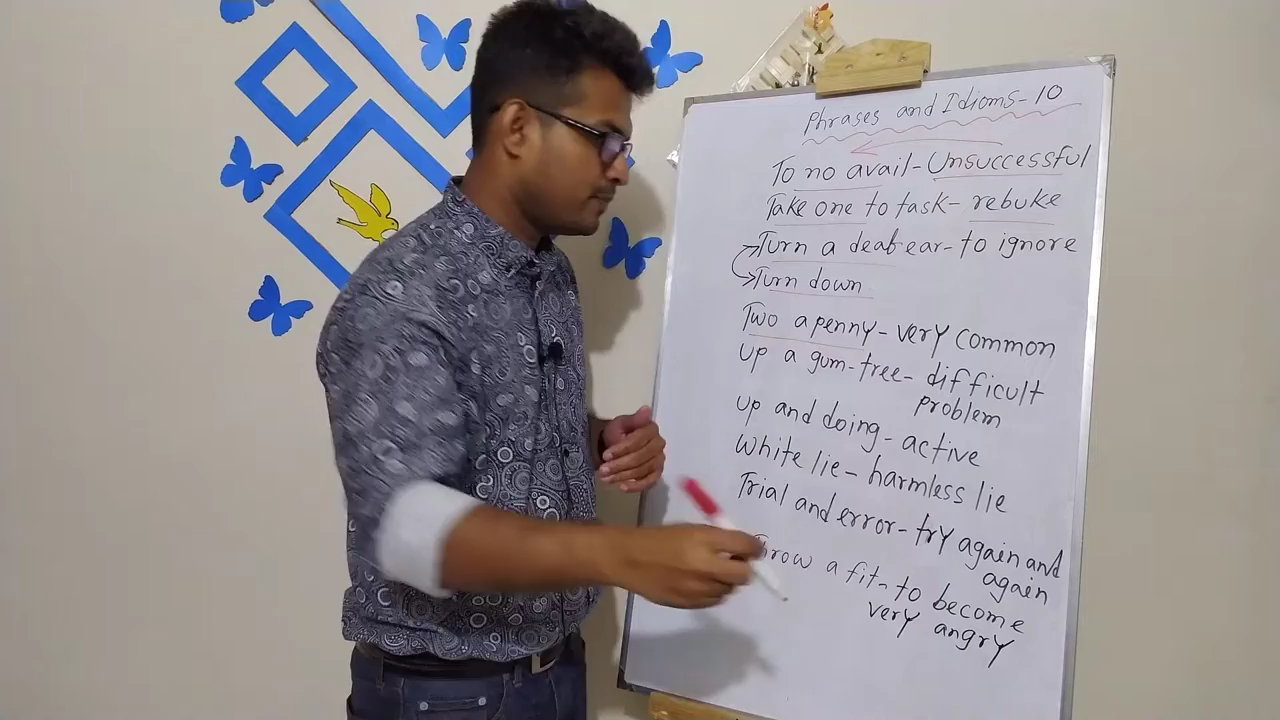 Phrases and Idioms-10
To no avail-Unsuccessful
Take one to task-rebuke
Turn a deaf ear-to ignore
Turn down
Two a penny-very common
Up a gum-tree-difficult
problem
Up and doing-active
White lie-harmless lie
Trial and error-try again and
again
Throw a fit-to become
very angry